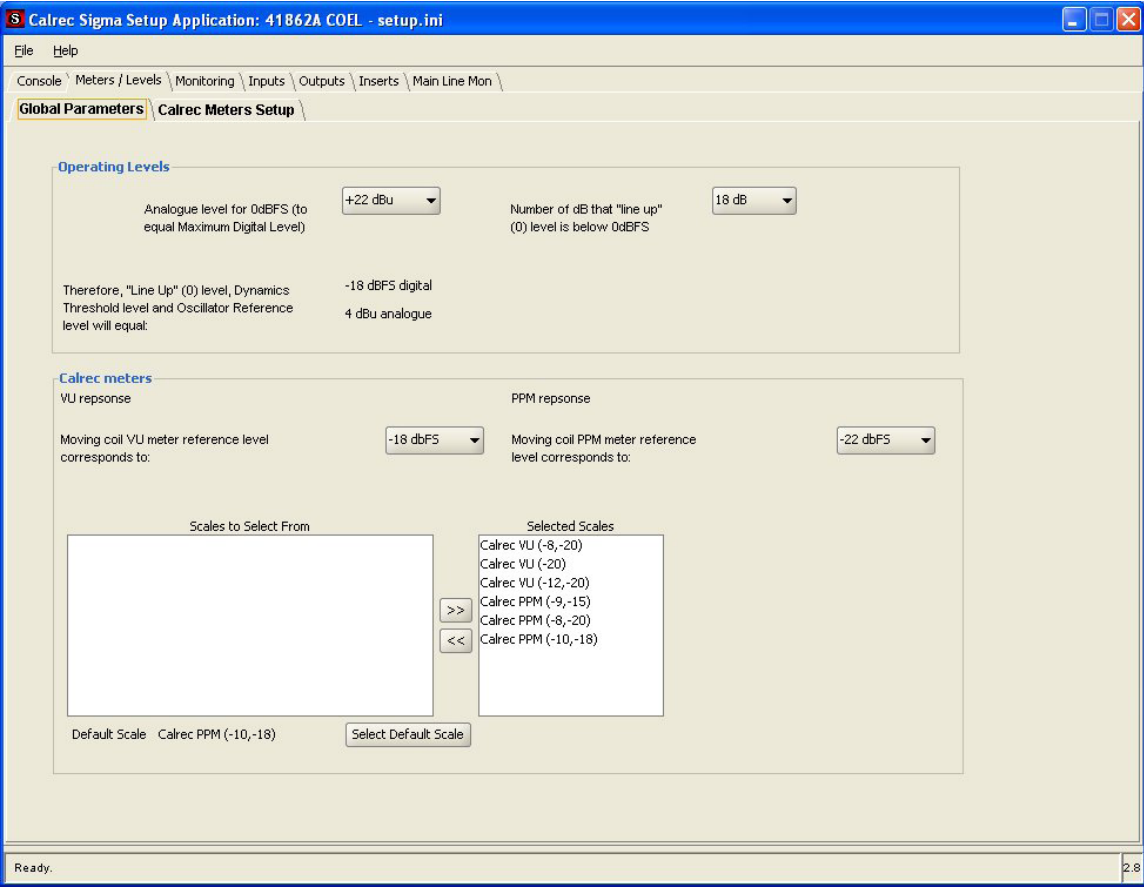 S Calrec Sigma Setup Application: 41862A COEL - setup.ini
File Help
Console Meters / Levels Monitoring Inputs Outputs Inserts Main Line Mon
Global Parameters Calrec Meters Setup
Operating Levels
Analogue level for 0dBFS (to
equal Maximum Digital Level)
+22 dBu
Number of dB that "line up"
(0) level is below 0dBFS
18 dB
Therefore, "Line Up" (0) level, Dynamics
Threshold level and Oscillator Reference
level will equal:
-18 dBFS digital
4 dBu analogue
Calrec meters
VU repsonse
PPM repsonse
Moving coil VU meter reference level
corresponds to:
-18 dbFS
Moving coil PPM meter reference
level corresponds to:
-22 dbFS
Scales to Select From
Selected Scales
Calrec VU (-8,-20)
Calrec VU (-20)
Calrec VU (-12,-20)
Calrec PPM (-9,-15)
Calrec PPM (-8,-20)
Calrec PPM (-10,-18)
>>
<<
Default Scale Calrec PPM (-10,-18)
Select Default Scale
Ready.
2.8